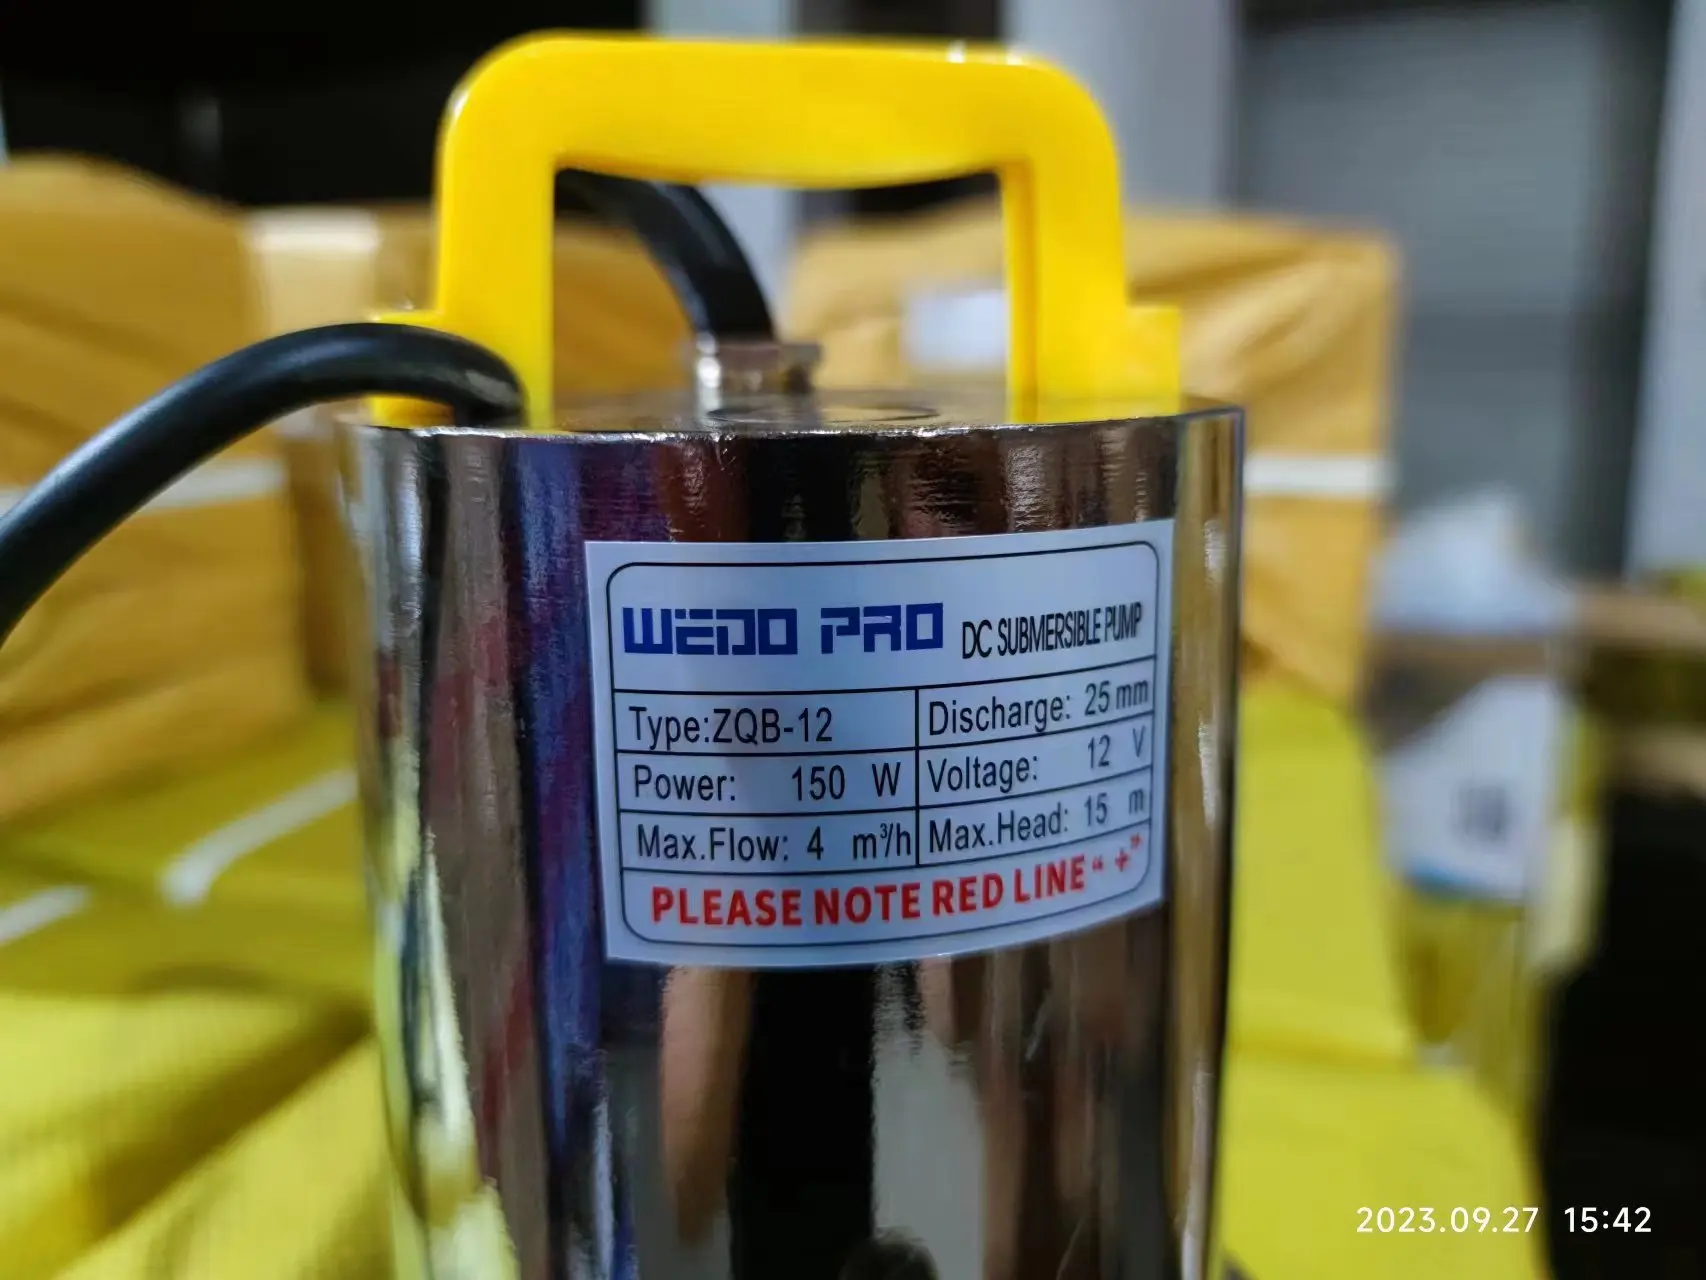 WEDO PRO DC SUBMERSIBLE PUMP
Type:ZQB-12 Discharge: 25 mm
Power: 150 W Voltage: 12 V
Max.Flow: 4 m³/h Max.Head: 15 m
PLEASE NOTE RED LINE “ + ”
2023.09.27 15:42